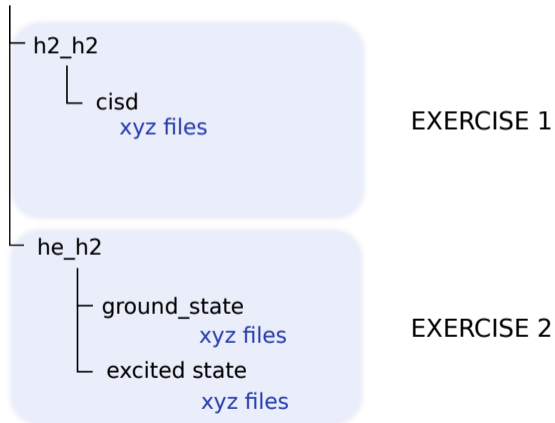 h2_h2
cisd
xyz files
EXERCISE 1
he_h2
ground_state
xyz files
EXERCISE 2
excited state
xyz files